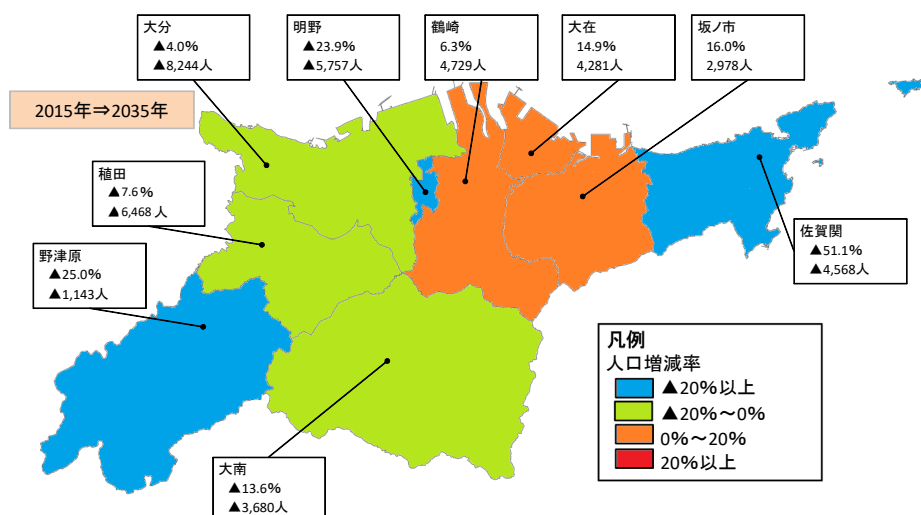 大分
▲4.0%
▲8,244人
明野
▲23.9%
▲5,757人
鶴崎
6.3%
4,729人
大在
14.9%
4,281人
坂ノ市
16.0%
2,978人
2015年⇒2035年
稙田
▲7.6%
▲6,468人
野津原
▲25.0%
▲1,143人
佐賀関
▲51.1%
▲4,568人
大南
▲13.6%
▲3,680人
凡例
人口増減率
▲20%以上
▲20%～0%
0%～20%
20%以上